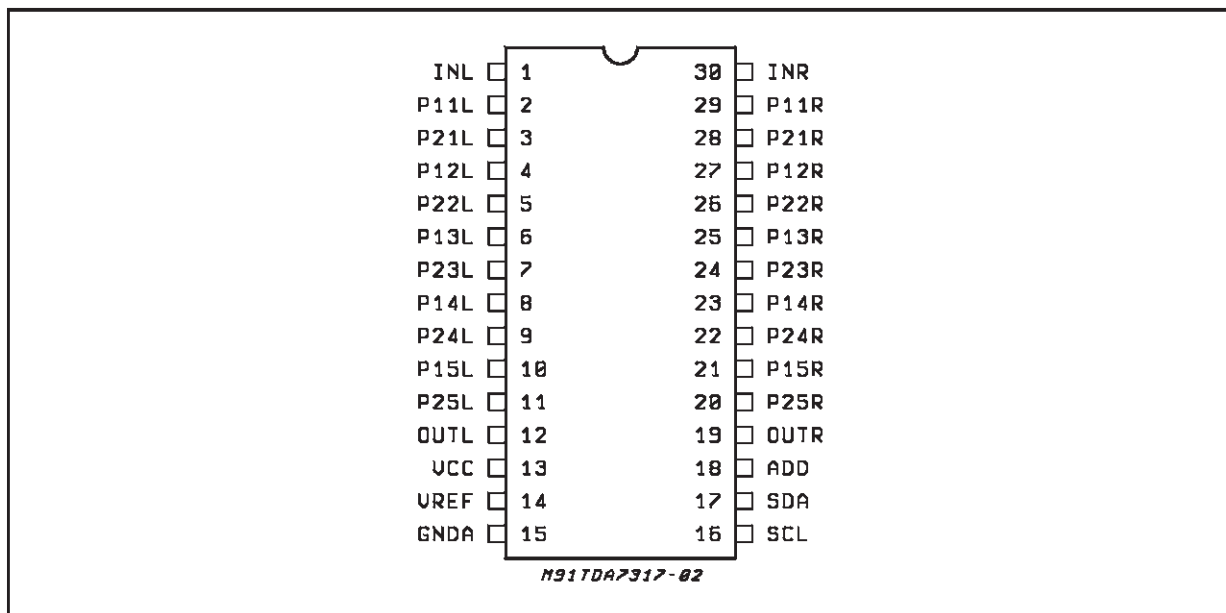 INL 1 30 INR
P11L 2 29 P11R
P21L 3 28 P21R
P12L 4 27 P12R
P22L 5 26 P22R
P13L 6 25 P13R
P23L 7 24 P23R
P14L 8 23 P14R
P24L 9 22 P24R
P15L 10 21 P15R
P25L 11 20 P25R
OUTL 12 19 OUTR
VCC 13 18 ADD
VREF 14 17 SDA
GNDA 15 16 SCL
M91TDA7317-02